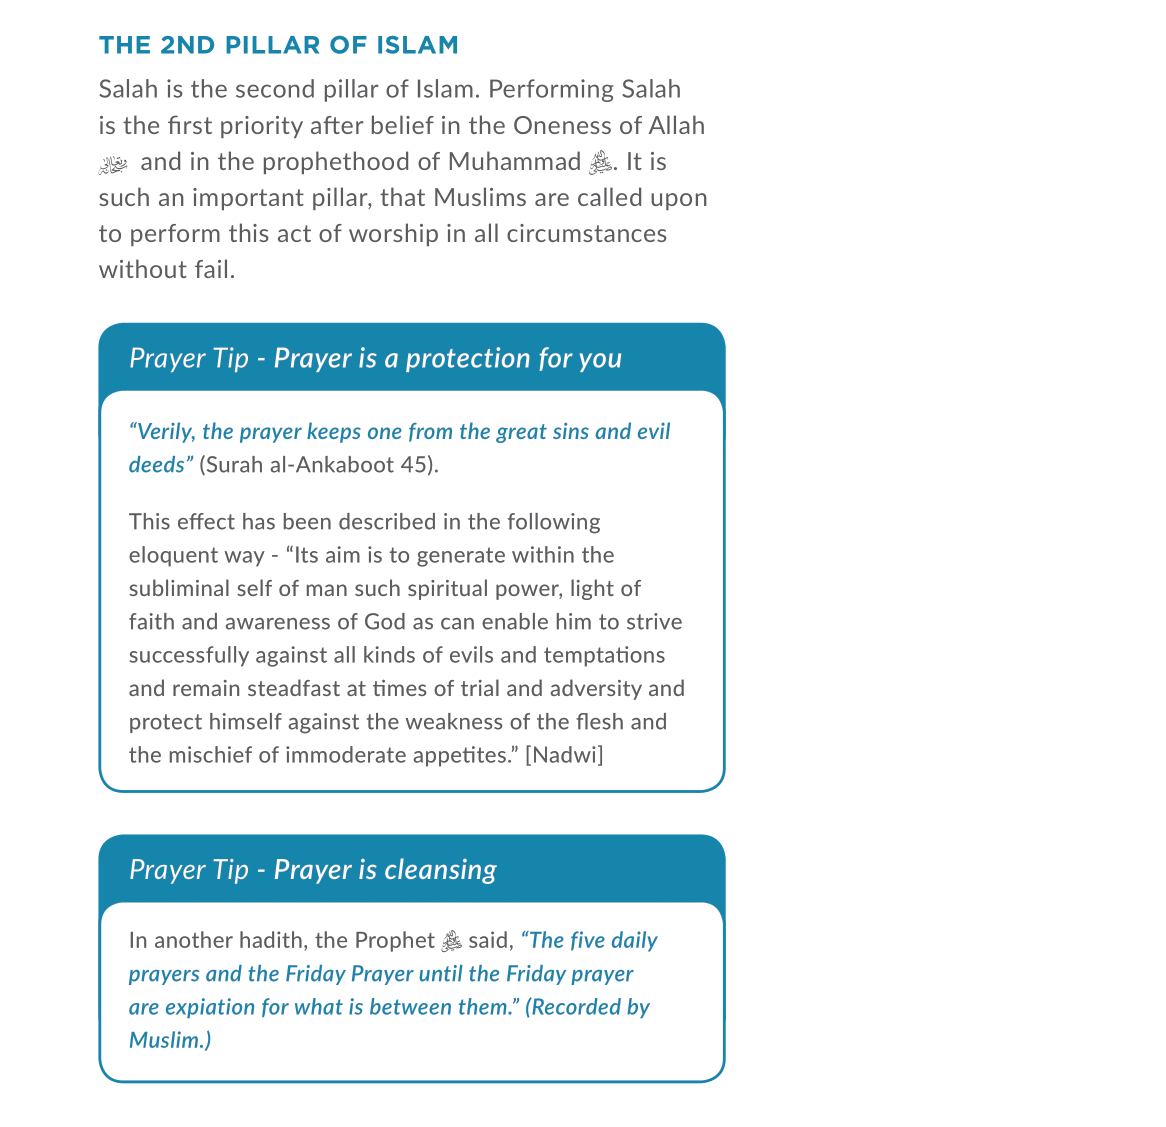 THE 2ND PILLAR OF ISLAM
Salah is the second pillar of Islam. Performing Salah
is the first priority after belief in the Oneness of Allah
سبحانه وتعالى and in the prophethood of Muhammad ﷺ. It is
such an important pillar, that Muslims are called upon
to perform this act of worship in all circumstances
without fail.
Prayer Tip - Prayer is a protection for you
“Verily, the prayer keeps one from the great sins and evil
deeds” (Surah al-Ankaboot 45).
This effect has been described in the following
eloquent way - “Its aim is to generate within the
subliminal self of man such spiritual power, light of
faith and awareness of God as can enable him to strive
successfully against all kinds of evils and temptations
and remain steadfast at times of trial and adversity and
protect himself against the weakness of the flesh and
the mischief of immoderate appetites.” [Nadwi]
Prayer Tip - Prayer is cleansing
In another hadith, the Prophet ﷺ said, “The five daily
prayers and the Friday Prayer until the Friday prayer
are expiation for what is between them.” (Recorded by
Muslim.)